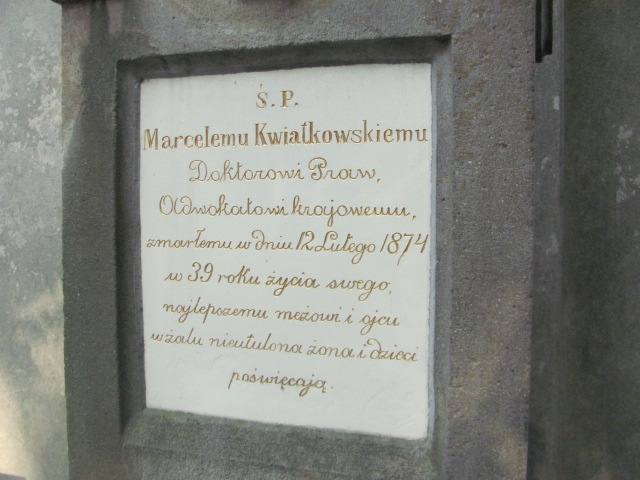 Ś.P.
Marcelemu Kwiatkowskiemu
Doktorowi Praw,
Adwokatowi krajowemu,
zmarłemu w dniu 12 Lutego 1874
w 39 roku życia swego,
najlepszemu mężowi i ojcu
w żalu nieutulona żona i dzieci
poświęcają.